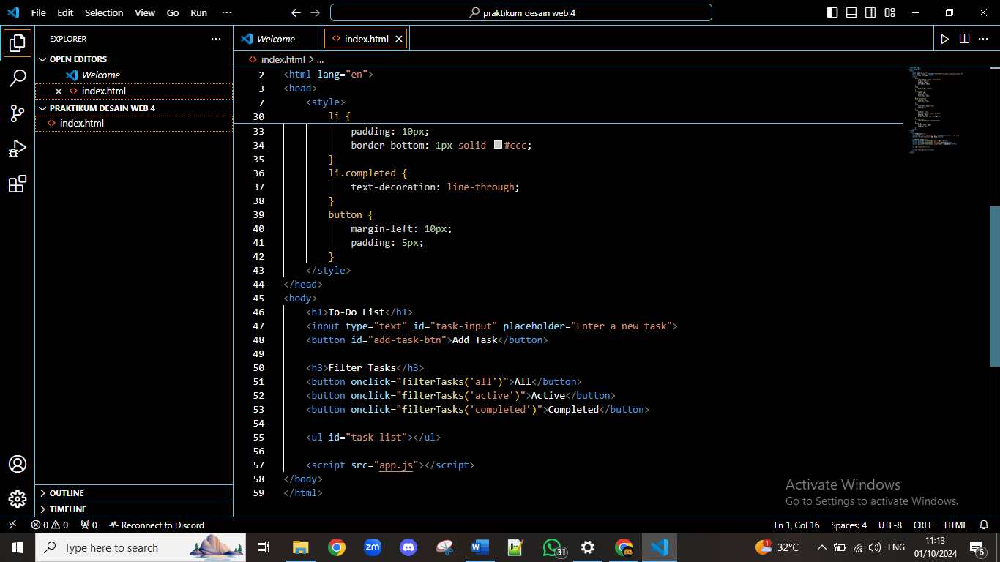 File Edit Selection View Go Run ···
praktikum desain web 4
EXPLORER ···
OPEN EDITORS
Welcome
index.html
PRAKTIKUM DESAIN WEB 4
index.html
OUTLINE
TIMELINE
Welcome
index.html
index.html > ...
2 <html lang="en">
3 <head>
7 <style>
30 li {
33 padding: 10px;
34 border-bottom: 1px solid #ccc;
35 }
36 li.completed {
37 text-decoration: line-through;
38 }
39 button {
40 margin-left: 10px;
41 padding: 5px;
42 }
43 </style>
44 </head>
45 <body>
46 <h1>To-Do List</h1>
47 <input type="text" id="task-input" placeholder="Enter a new task">
48 <button id="add-task-btn">Add Task</button>
49
50 <h3>Filter Tasks</h3>
51 <button onclick="filterTasks('all')">All</button>
52 <button onclick="filterTasks('active')">Active</button>
53 <button onclick="filterTasks('completed')">Completed</button>
54
55 <ul id="task-list"></ul>
56
57 <script src="app.js"></script>
58 </body>
59 </html>
Activate Windows
Go to Settings to activate Windows.
0 0 0 Reconnect to Discord
Ln 1, Col 16 Spaces: 4 UTF-8 CRLF HTML
Type here to search
zm
W
31
1
32°C
ENG
11:13
01/10/2024
6